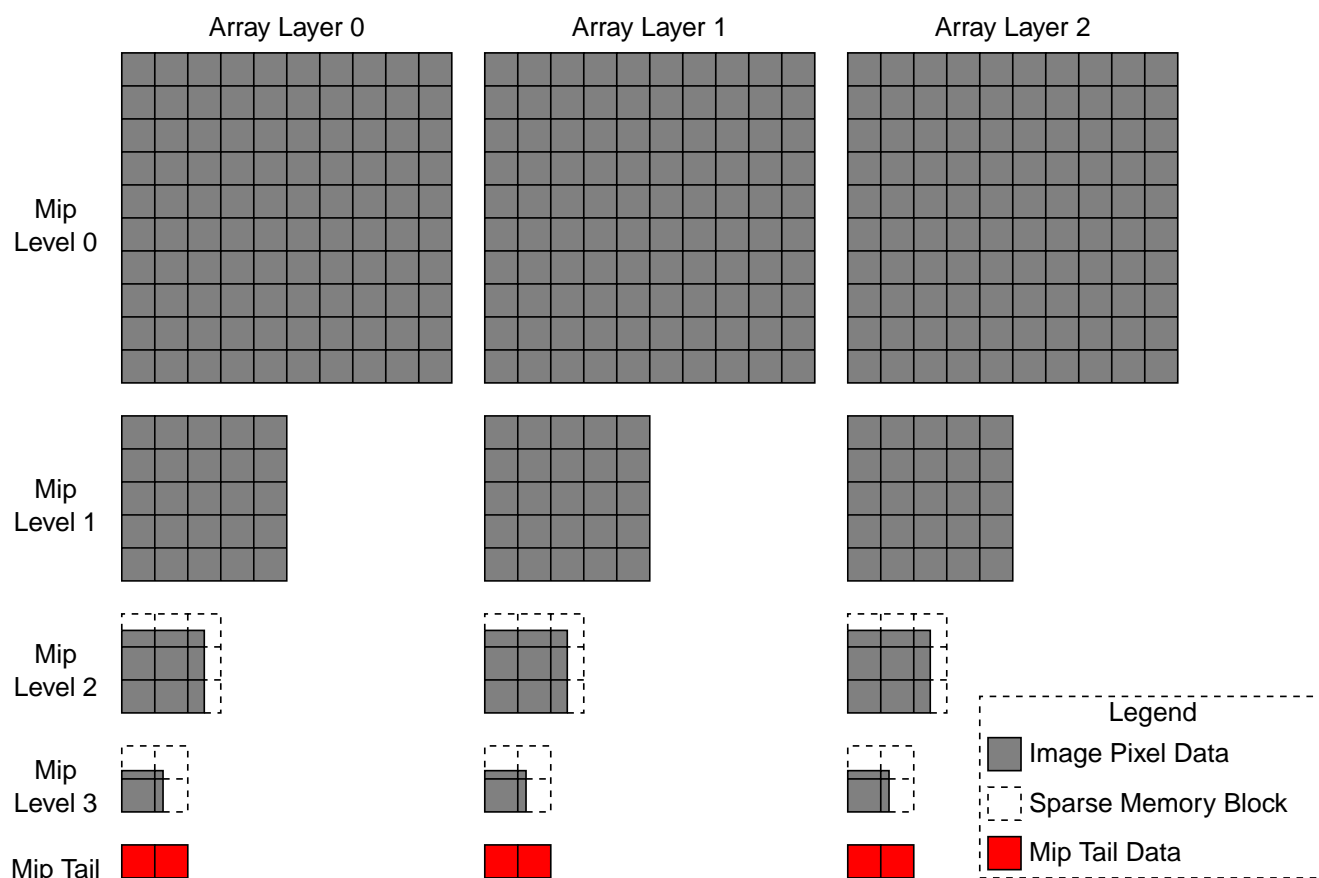 Array Layer 0
Array Layer 1
Array Layer 2
Mip
Level 0
Mip
Level 1
Mip
Level 2
Mip
Level 3
Mip Tail
Legend
Image Pixel Data
Sparse Memory Block
Mip Tail Data